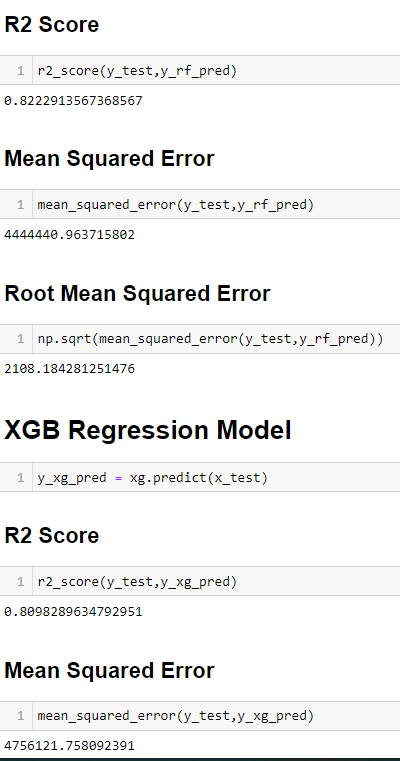 R2 Score
1 r2_score(y_test,y_rf_pred)
0.8222913567368567
Mean Squared Error
1 mean_squared_error(y_test,y_rf_pred)
4444440.963715802
Root Mean Squared Error
1 np.sqrt(mean_squared_error(y_test,y_rf_pred))
2108.184281251476
XGB Regression Model
1 y_xg_pred = xg.predict(x_test)
R2 Score
1 r2_score(y_test,y_xg_pred)
0.8098289634792951
Mean Squared Error
1 mean_squared_error(y_test,y_xg_pred)
4756121.758092391